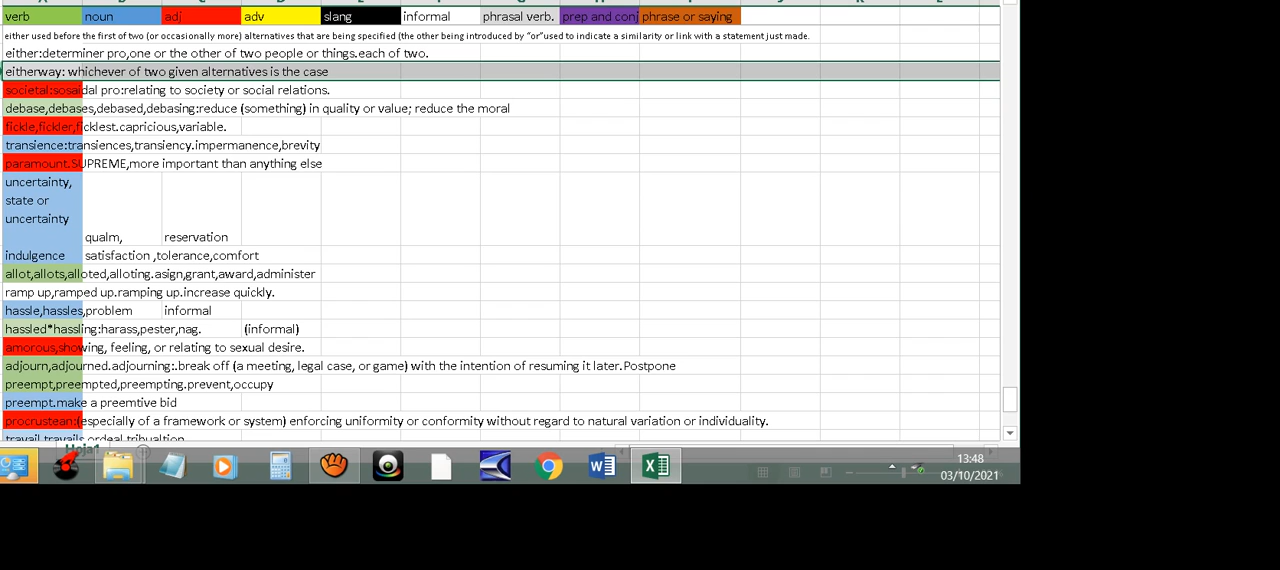 verb noun adj adv slang informal phrasal verb. prep and conj phrase or saying
either used before the first of two (or occasionally more) alternatives that are being specified (the other being introduced by “or”used to indicate a similarity or link with a statement just made.
either:determiner pro,one or the other of two people or things.each of two.
eitherway: whichever of two given alternatives is the case
societal:sosaidal pro:relating to society or social relations.
debase,debases,debased,debasing:reduce (something) in quality or value; reduce the moral
fickle,fickler,ficklest.capricious,variable.
transience:transiences,transiency.impermanence,brevity
paramount.SUPREME,more important than anything else
uncertainty,
state or
uncertainty
qualm, reservation
indulgence satisfaction ,tolerance,comfort
allot,allots,alloted,alloting.asign,grant,award,administer
ramp up,ramped up.ramping up.increase quickly.
hassle,hassles,problem informal
hassled*hassling:harass,pester,nag. (informal)
amorous,showing, feeling, or relating to sexual desire.
adjourn,adjourned.adjourning:.break off (a meeting, legal case, or game) with the intention of resuming it later.Postpone
preempt,preempted,preempting.prevent,occupy
preempt.make a preemtive bid
procrustean:(especially of a framework or system) enforcing uniformity or conformity without regard to natural variation or individuality.
travail,travails.ordeal,tribualtion
Hoja1
13:48
03/10/2021